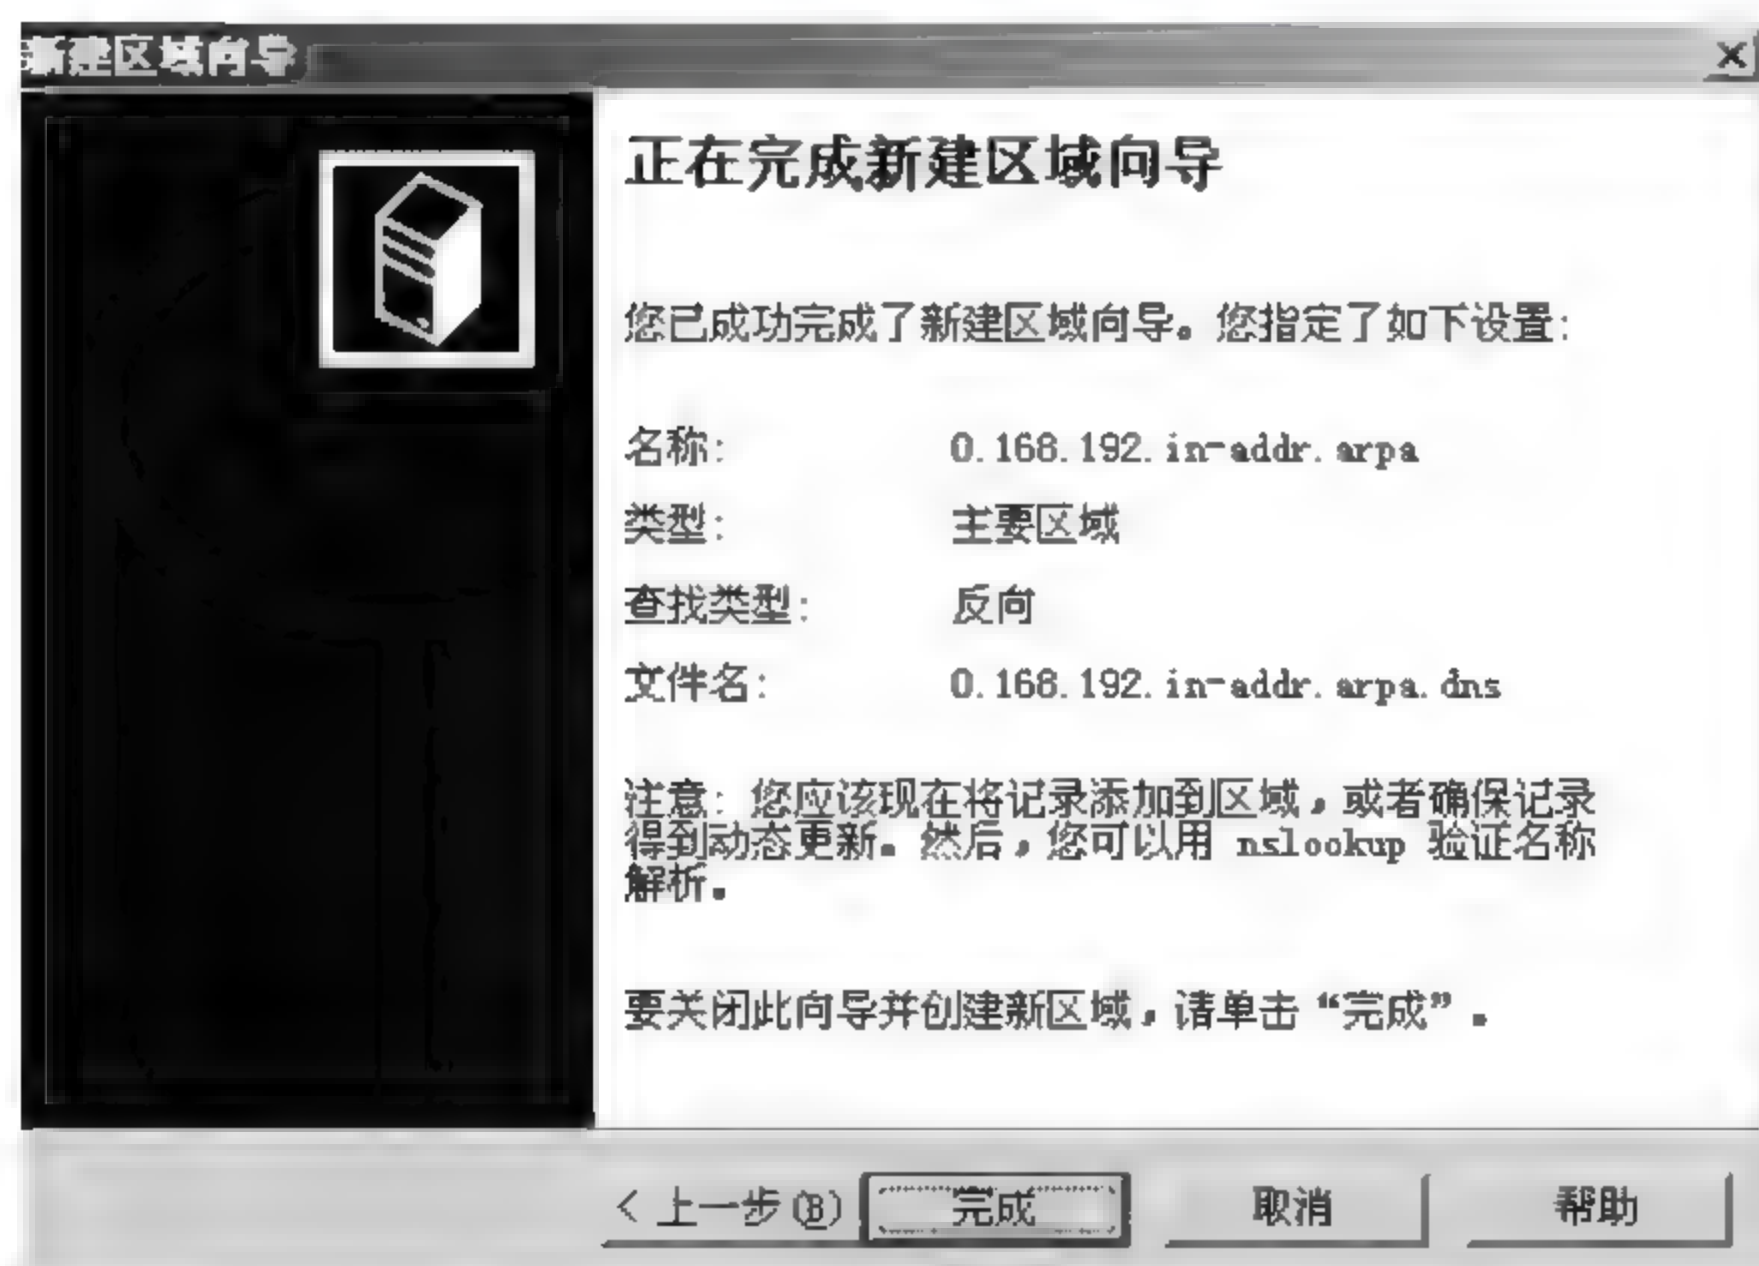 新建区域向导
正在完成新建区域向导
您已成功完成了新建区域向导。您指定了如下设置:
名称: 0.168.192.in-addr.arpa
类型: 主要区域
查找类型: 反向
文件名: 0.168.192.in-addr.arpa.dns
注意: 您应该现在将记录添加到区域，或者确保记录
得到动态更新。然后，您可以用 nslookup 验证名称
解析。
要关闭此向导并创建新区域，请单击“完成”。
< 上一步(B) 完成 取消 帮助